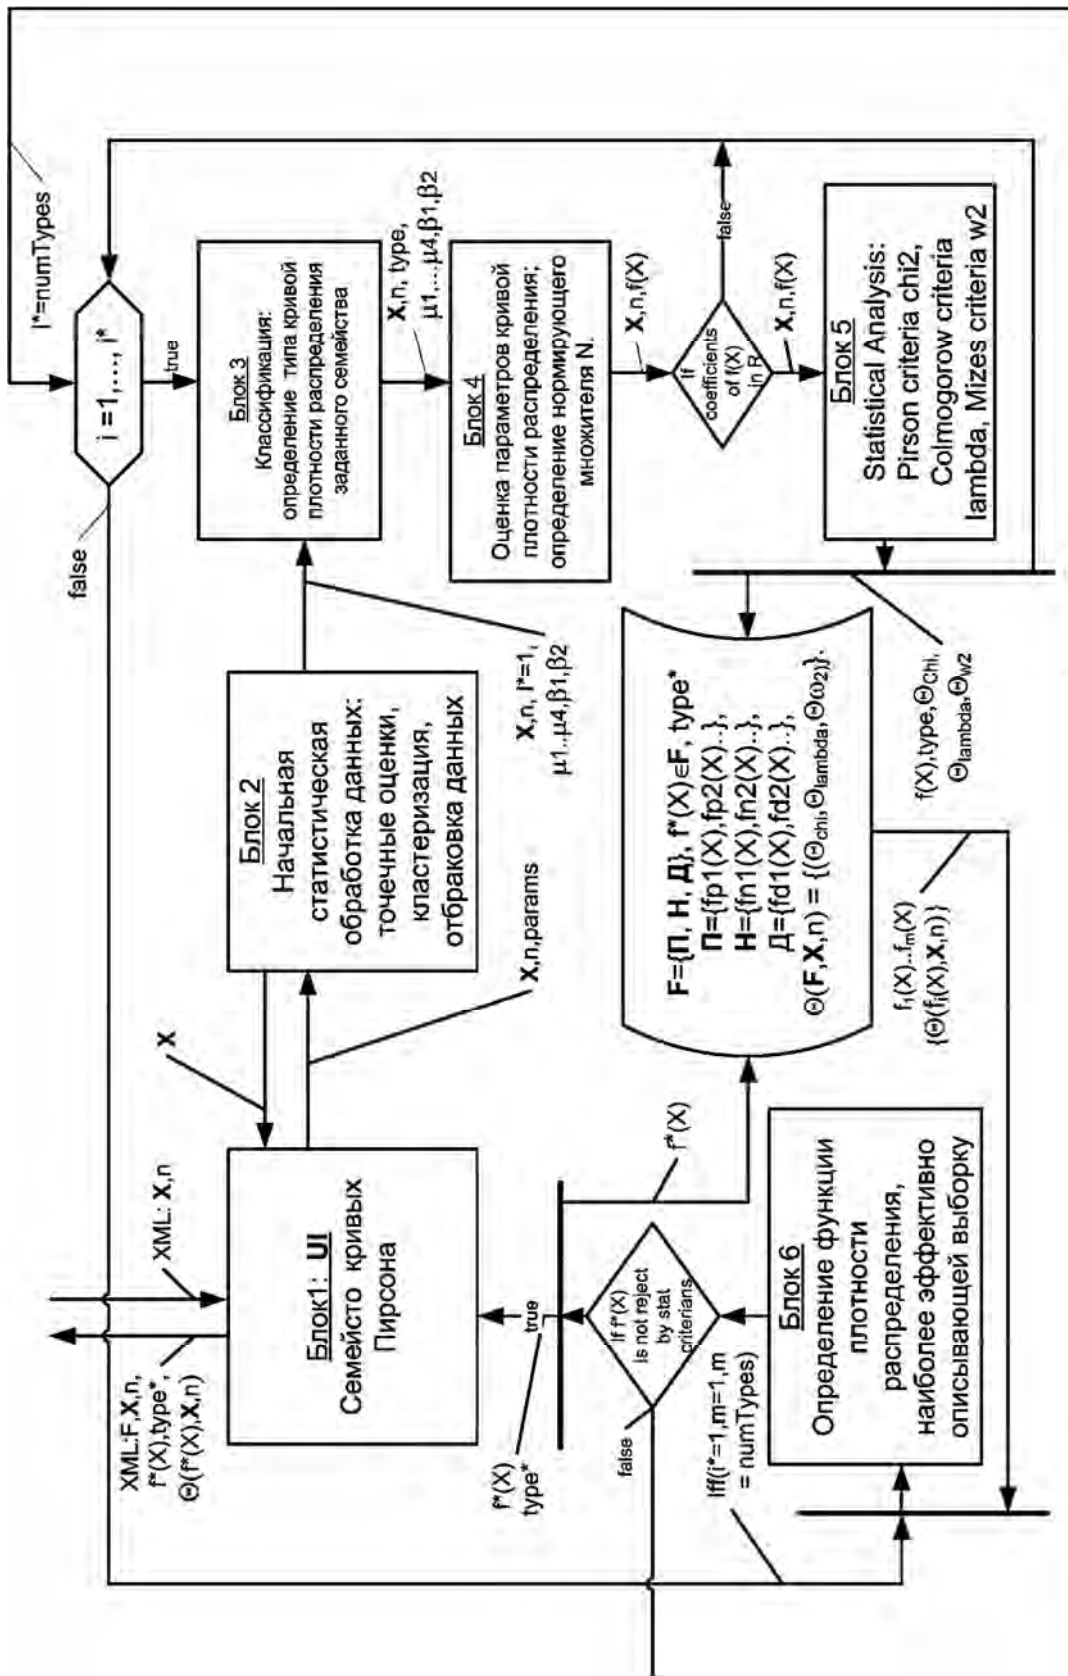 XML:F,X,n,
f*(X),type*,
Θ(f*(X),X,n)
XML: X,n
Блок1: UI
Семейсто кривых
Пирсона
X
X,n,params
Блок 2
Начальная
статистическая
обработка данных:
точечные оценки,
кластеризация,
отбраковка данных
X,n, I*=1,
μ1..μ4,β1,β2
false
I*=numTypes
i =1,..., i*
true
Блок 3
Классификация:
определение типа кривой
плотности распределения
заданного семейства
X,n, type,
μ1,..μ4,β1,β2
Блок 4
Оценка параметров кривой
плотности распределения;
определение нормирующего
множителя N.
X,n,f(X)
If
coefficients
of f(X)
In R
false
X,n,f(X)
Блок 5
Statistical Analysis:
Pirson criteria chi2,
Colmogorow criteria
lambda, Mizes criteria w2
f(X),type,Θchi,
Θlambda,Θw2
F={П, Н, Д}, f*(X)∈F, type*
П={fp1(X),fp2(X)..},
Н={fn1(X),fn2(X)..},
Д={fd1(X),fd2(X)..},
Θ(F,X,n) = {(Θchi,Θlambda,Θω2)}.
f1(X)..fm(X)
{Θ(fi(X),X,n)}
f*(X)
type*
true
f*(X)
If f*(X)
is not reject
by stat
criterians
false
Iff(i*=1,m=1,m
= numTypes)
Блок 6
Определение функции
плотности
распределения,
наиболее эффективно
описывающей выборку